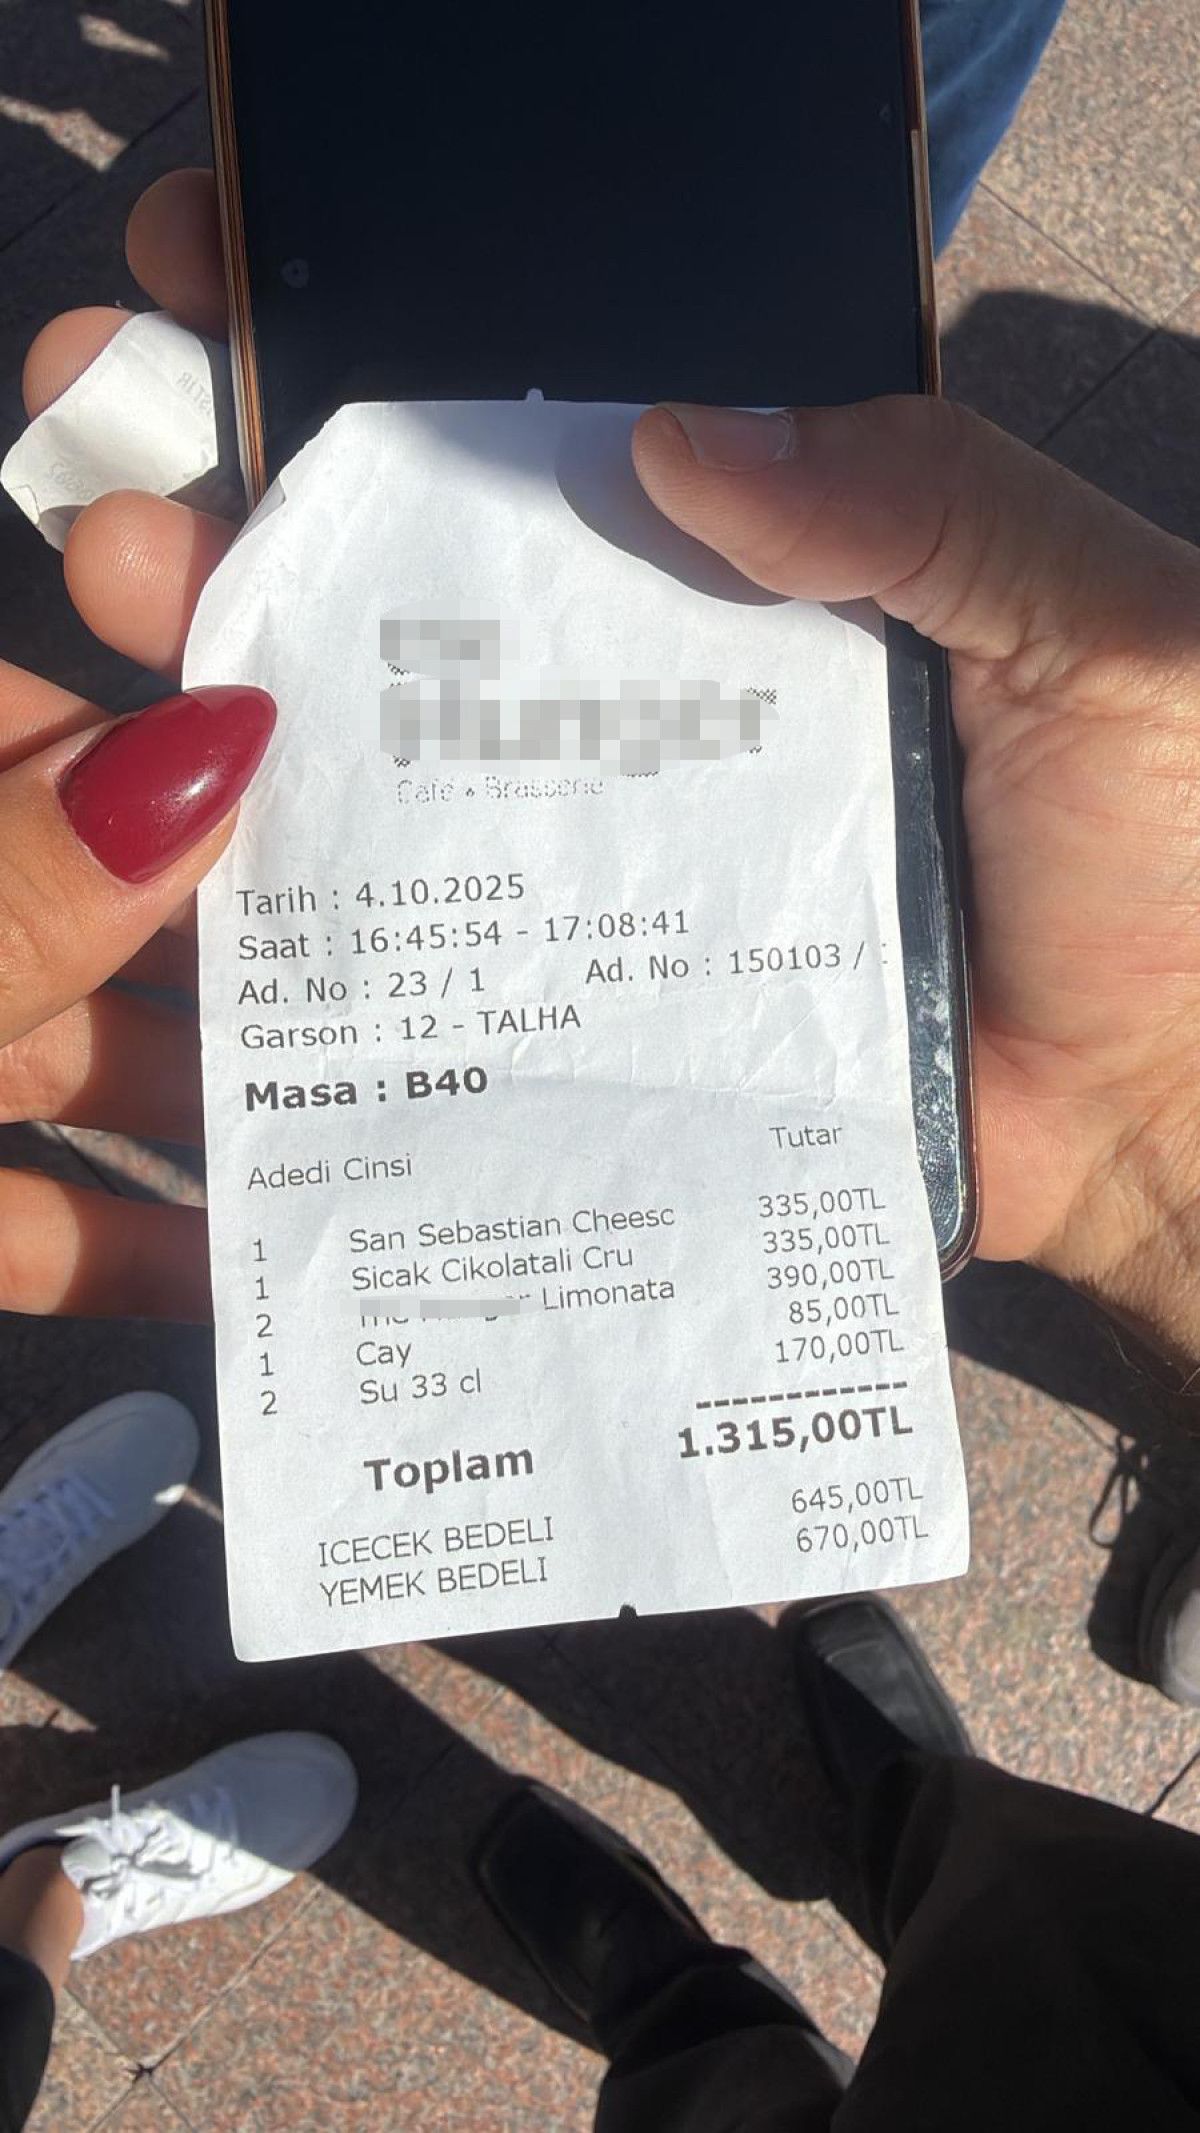 Cafe & Brasserie
Tarih : 4.10.2025
Saat : 16:45:54 - 17:08:41
Ad. No : 23 / 1 Ad. No : 150103 /
Garson : 12 - TALHA
Masa : B40
Adedi Cinsi Tutar
1 San Sebastian Cheesc 335,00TL
1 Sicak Cikolatali Cru 335,00TL
2 Limonata 390,00TL
1 Cay 85,00TL
2 Su 33 cl 170,00TL
------------
Toplam 1.315,00TL
ICECEK BEDELI 645,00TL
YEMEK BEDELI 670,00TL